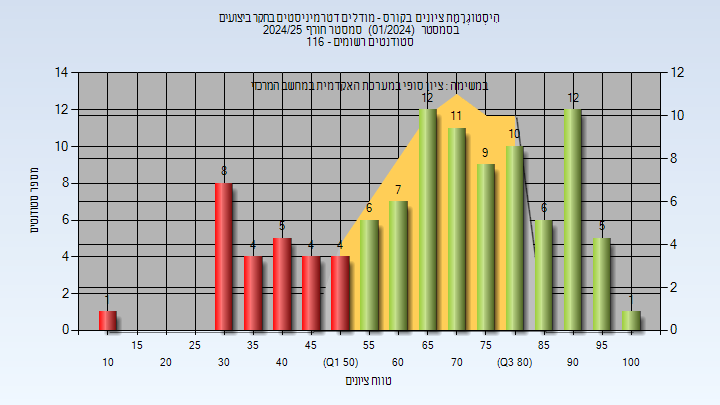 היסטוגרמת ציונים בקורס - מודלים דטרמיניסטים בחקר ביצועים
בסמסטר (01/2024) סמסטר חורף 2024/25
סטודנטים רשומים - 116
במשימה : ציון סופי במערכת האקדמית במחשב המרכזי
מספר סטודנטים
14 12 10 8 6 4 2 0
12 10 8 6 4 2 0
1 8 4 5 4 4 6 7 12 11 9 10 6 12 5 1
15 25 35 45 55 65 75 85 95
10 20 30 40 (Q1 50) 60 70 (Q3 80) 90 100
טווח ציונים